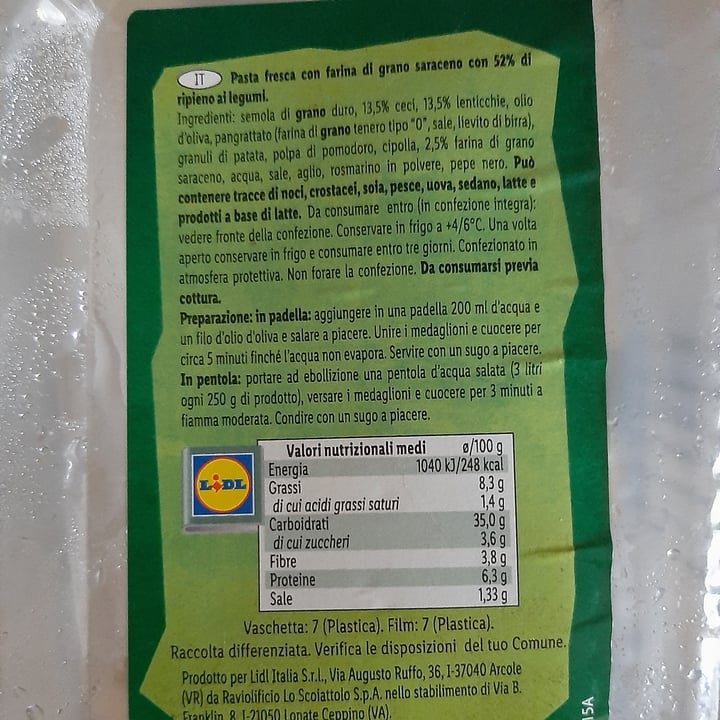 IT Pasta fresca con farina di grano saraceno con 52% di
ripieno ai legumi.
Ingredienti: semola di grano duro, 13,5% ceci, 13,5% lenticchie, olio
d'oliva, pangrattato (farina di grano tenero tipo "0", sale, lievito di birra),
granuli di patata, polpa di pomodoro, cipolla, 2,5% farina di grano
saraceno, acqua, sale, aglio, rosmarino in polvere, pepe nero. Può
contenere tracce di noci, crostacei, soia, pesce, uova, sedano, latte e
prodotti a base di latte. Da consumare entro (in confezione integra):
vedere fronte della confezione. Conservare in frigo a +4/6°C. Una volta
aperto conservare in frigo e consumare entro tre giorni. Confezionato in
atmosfera protettiva. Non forare la confezione. Da consumarsi previa
cottura.
Preparazione: in padella: aggiungere in una padella 200 ml d'acqua e
un filo d'olio d'oliva e salare a piacere. Unire i medaglioni e cuocere per
circa 5 minuti finché l'acqua non evapora. Servire con un sugo a piacere.
In pentola: portare ad ebollizione una pentola d'acqua salata (3 litri
ogni 250 g di prodotto), versare i medaglioni e cuocere per 3 minuti a
fiamma moderata. Condire con un sugo a piacere.
Valori nutrizionali medi ø/100 g
Energia 1040 kJ/248 kcal
Grassi 8,3 g
di cui acidi grassi saturi 1,4 g
Carboidrati 35,0 g
di cui zuccheri 3,6 g
Fibre 3,8 g
Proteine 6,3 g
Sale 1,33 g
LIDL
Vaschetta: 7 (Plastica). Film: 7 (Plastica).
Raccolta differenziata. Verifica le disposizioni del tuo Comune.
Prodotto per Lidl Italia S.r.l., Via Augusto Ruffo, 36, I-37040 Arcole
(VR) da Raviolificio Lo Scoiattolo S.p.A. nello stabilimento di Via B.
Franklin, 8, I-21050 Lonate Ceppino (VA).
15A